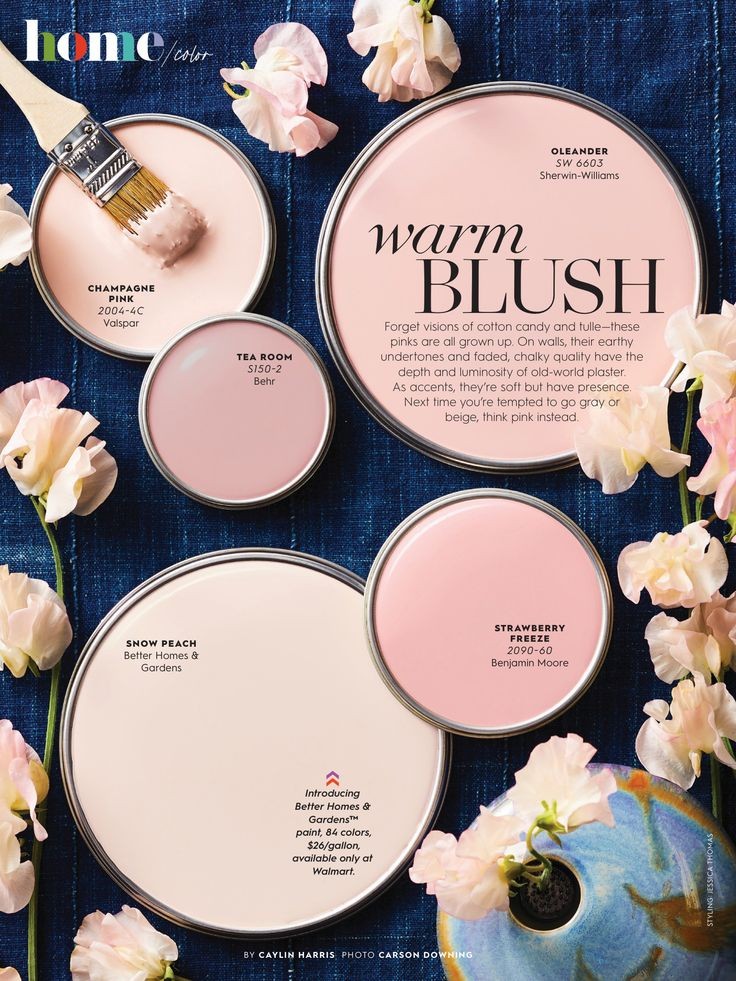 home/color
OLEANDER
SW 6603
Sherwin-Williams
warm
BLUSH
Forget visions of cotton candy and tulle—these
pinks are all grown up. On walls, their earthy
undertones and faded, chalky quality have the
depth and luminosity of old-world plaster.
As accents, they're soft but have presence.
Next time you're tempted to go gray or
beige, think pink instead.
CHAMPAGNE
PINK
2004-4C
Valspar
TEA ROOM
S150-2
Behr
STRAWBERRY
FREEZE
2090-60
Benjamin Moore
SNOW PEACH
Better Homes &
Gardens
Introducing
Better Homes &
Gardens™
paint, 84 colors,
$26/gallon,
available only at
Walmart.
STYLING JESSICA THOMAS
BY CAYLIN HARRIS PHOTO CARSON DOWNING